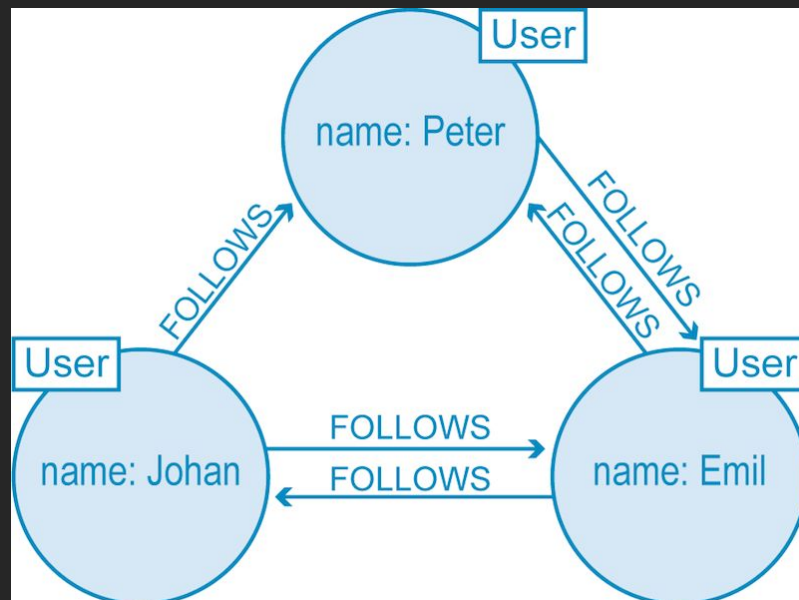 User
name: Peter
FOLLOWS
FOLLOWS
FOLLOWS
User
User
name: Johan
FOLLOWS
FOLLOWS
name: Emil